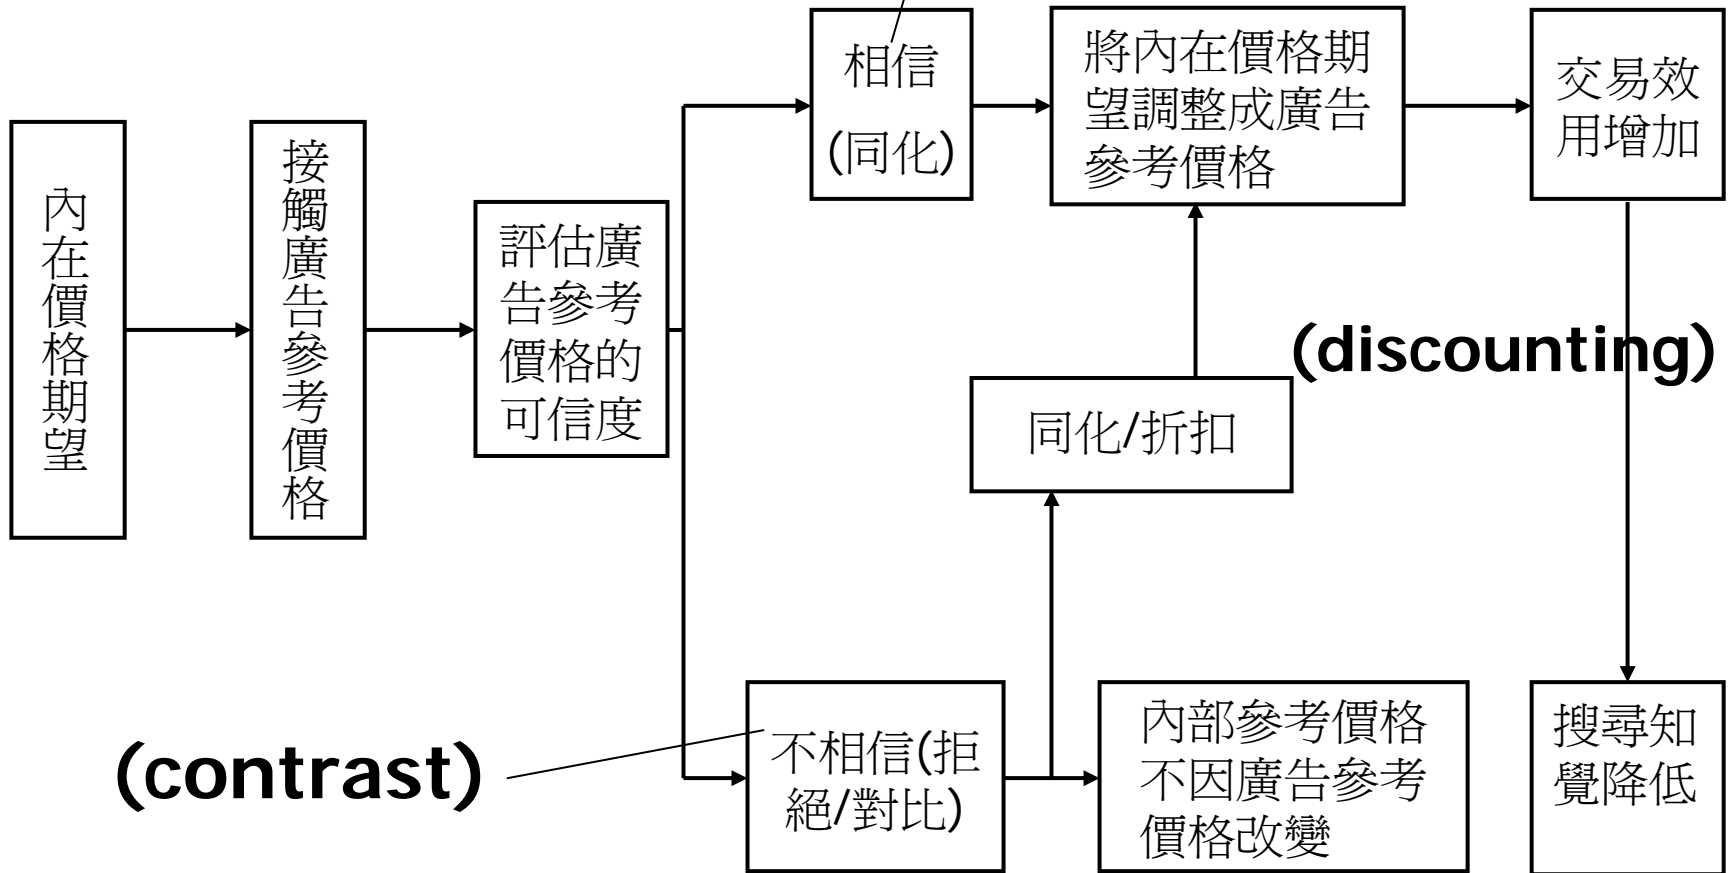 內在價格期望
接觸廣告參考價格
評估廣
告參考
價格的
可信度
相信
(同化)
將內在價格期
望調整成廣告
參考價格
交易效
用增加
(discounting)
同化/折扣
(contrast)
不相信(拒
絕/對比)
內部參考價格
不因廣告參考
價格改變
搜尋知
覺降低